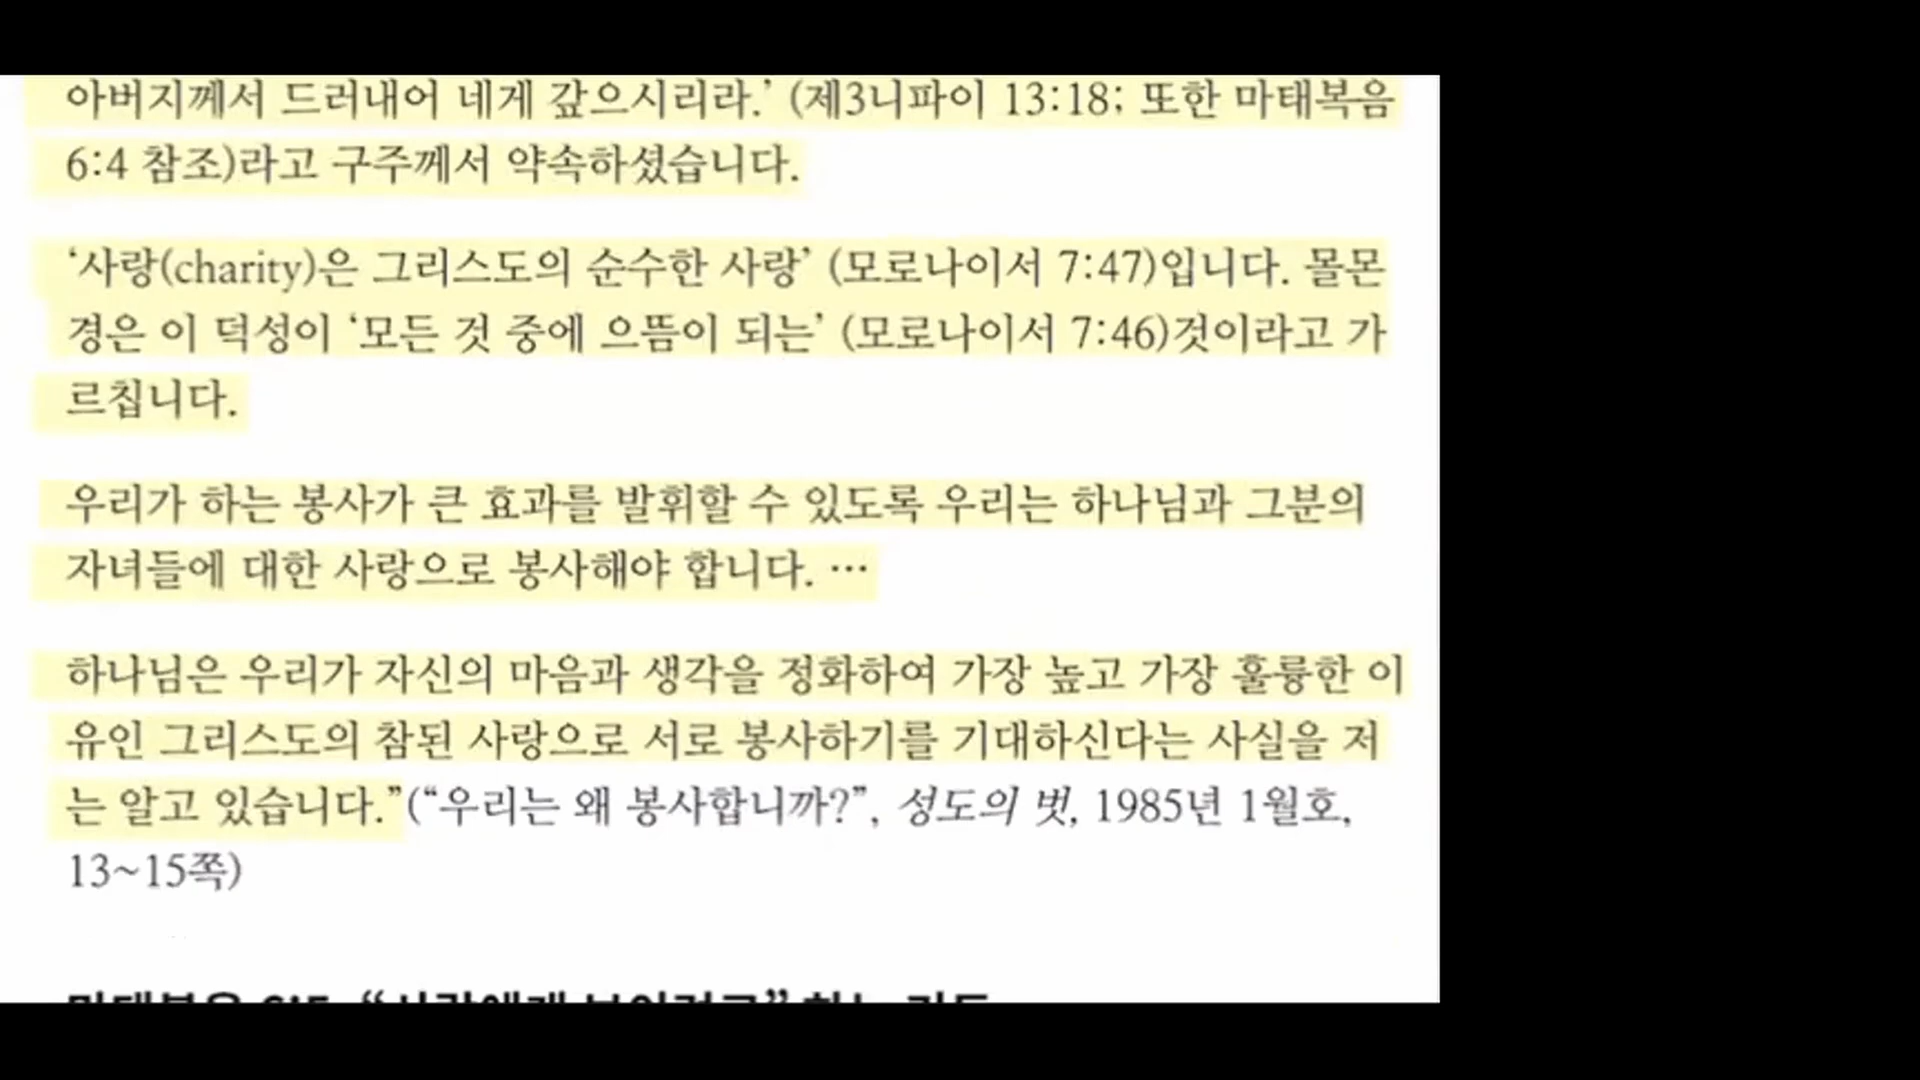 아버지께서 드러내어 네게 갚으시리라.’ (제3니파이 13:18; 또한 마태복음
6:4 참조)라고 구주께서 약속하셨습니다.
‘사랑(charity)은 그리스도의 순수한 사랑’ (모로나이서 7:47)입니다. 몰몬
경은 이 덕성이 ‘모든 것 중에 으뜸이 되는’ (모로나이서 7:46)것이라고 가
르칩니다.
우리가 하는 봉사가 큰 효과를 발휘할 수 있도록 우리는 하나님과 그분의
자녀들에 대한 사랑으로 봉사해야 합니다. …
하나님은 우리가 자신의 마음과 생각을 정화하여 가장 높고 가장 훌륭한 이
유인 그리스도의 참된 사랑으로 서로 봉사하기를 기대하신다는 사실을 저
는 알고 있습니다.”(“우리는 왜 봉사합니까?”, 성도의 벗, 1985년 1월호,
13~15쪽)